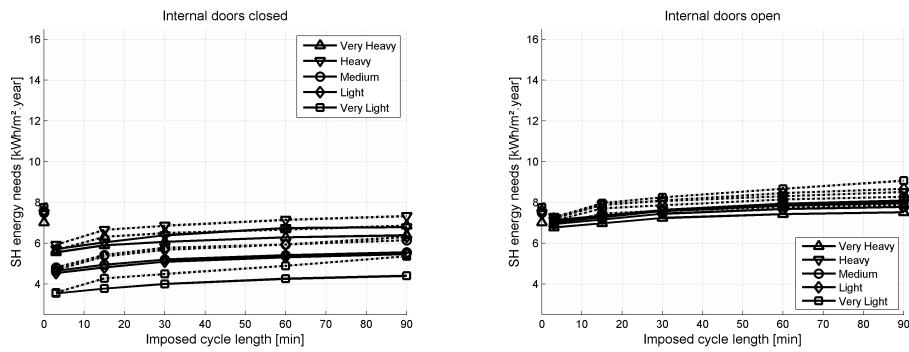 Internal doors closed
SH energy needs [kWh/m².year]
16
14
12
10
8
6
4
0 10 20 30 40 50 60 70 80 90
Imposed cycle length [min]
Very Heavy
Heavy
Medium
Light
Very Light
Internal doors open
SH energy needs [kWh/m².year]
16
14
12
10
8
6
4
0 10 20 30 40 50 60 70 80 90
Imposed cycle length [min]
Very Heavy
Heavy
Medium
Light
Very Light